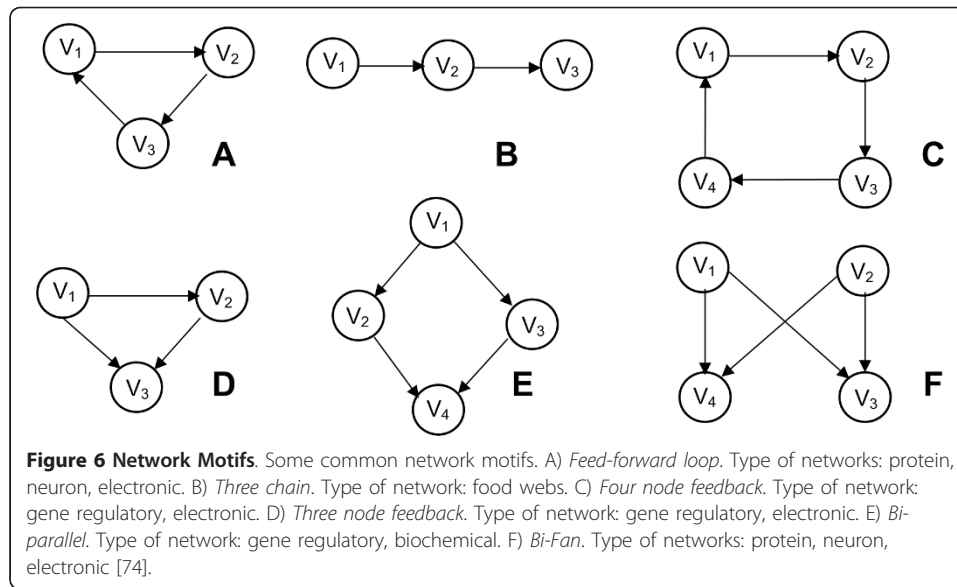 V₁ V₂ V₃ A
V₁ V₂ V₃ B
V₁ V₂ V₄ V₃ C
V₁ V₂ V₃ D
V₁ V₂ V₃ V₄ E
V₁ V₂ V₄ V₃ F
Figure 6 Network Motifs. Some common network motifs. A) Feed-forward loop. Type of networks: protein,
neuron, electronic. B) Three chain. Type of network: food webs. C) Four node feedback. Type of network:
gene regulatory, electronic. D) Three node feedback. Type of network: gene regulatory, electronic. E) Bi-
parallel. Type of network: gene regulatory, biochemical. F) Bi-Fan. Type of networks: protein, neuron,
electronic [74].